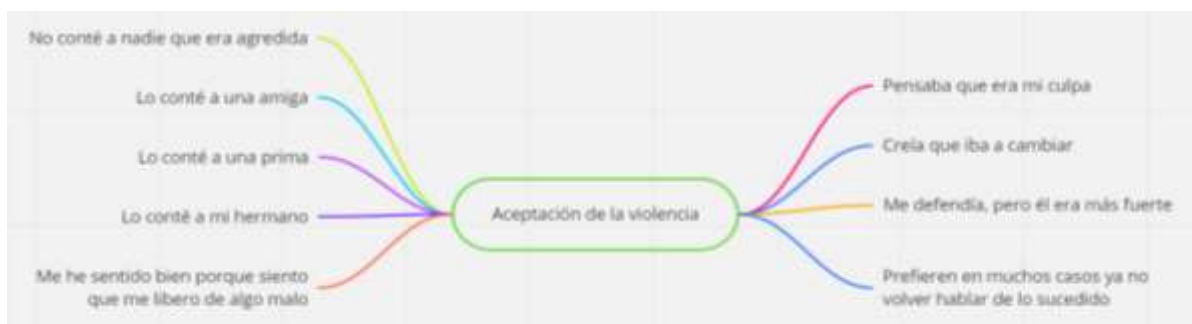 No conté a nadie que era agredida
Lo conté a una amiga
Lo conté a una prima
Lo conté a mi hermano
Me he sentido bien porque siento
que me libero de algo malo
Aceptación de la violencia
Pensaba que era mi culpa
Creía que iba a cambiar
Me defendía, pero él era más fuerte
Prefieren en muchos casos ya no
volver hablar de lo sucedido